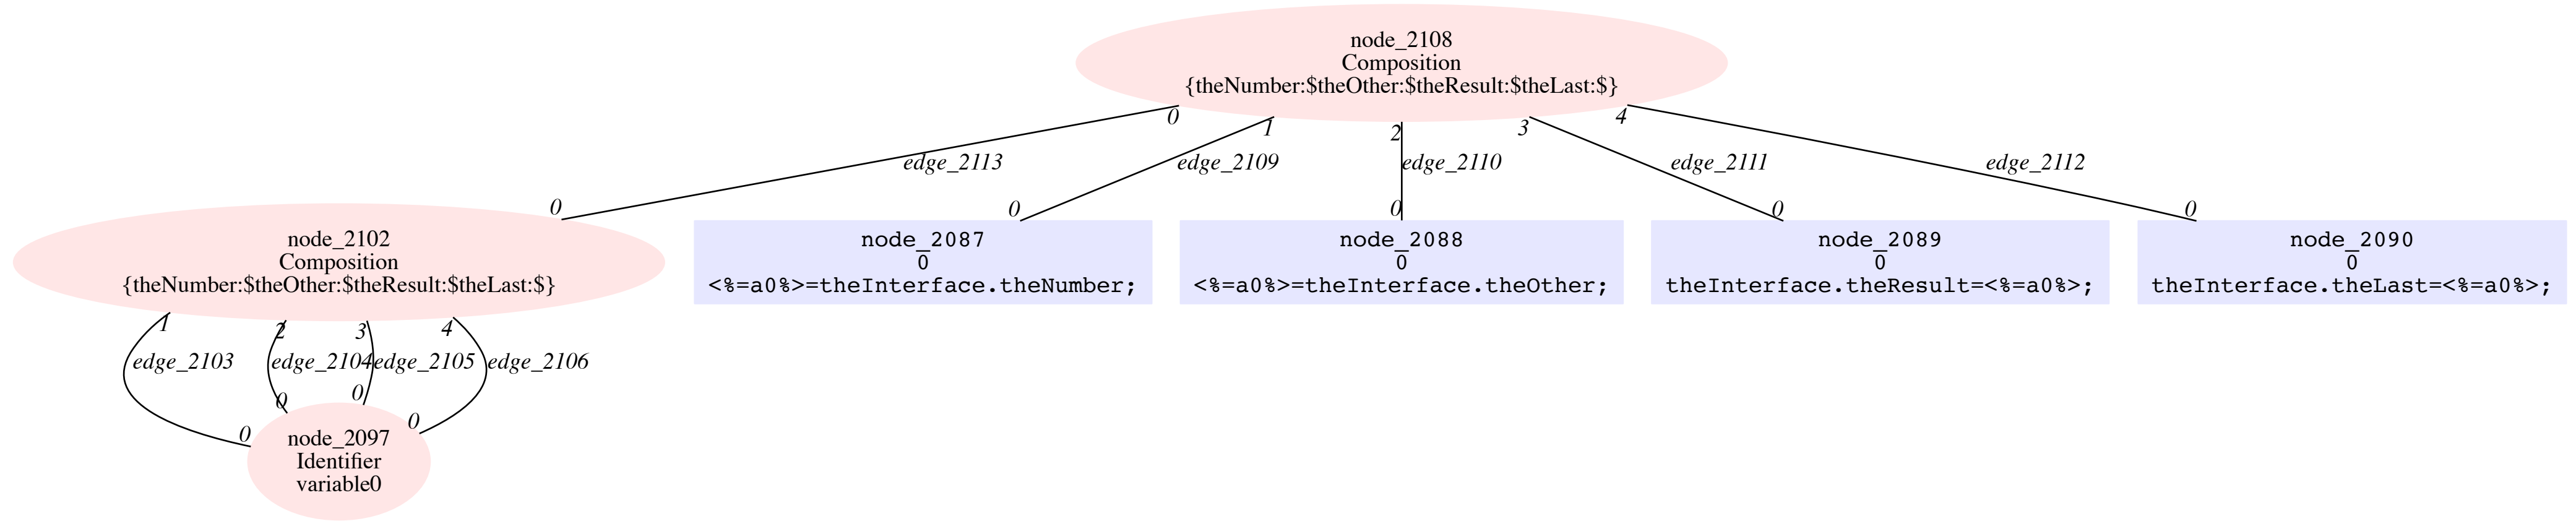 node_2108
Composition
{theNumber:$theOther:$theResult:$theLast:$}
0
1
2
3
4
edge_2113
edge_2109
edge_2110
edge_2111
edge_2112
0
0
0
0
0
node_2102
Composition
{theNumber:$theOther:$theResult:$theLast:$}
node_2087
0
<%=a0%>=theInterface.theNumber;
node_2088
0
<%=a0%>=theInterface.theOther;
node_2089
0
theInterface.theResult=<%=a0%>;
node_2090
0
theInterface.theLast=<%=a0%>;
1
2
3
4
edge_2103
edge_2104
edge_2105
edge_2106
0
0
0
0
node_2097
Identifier
variable0